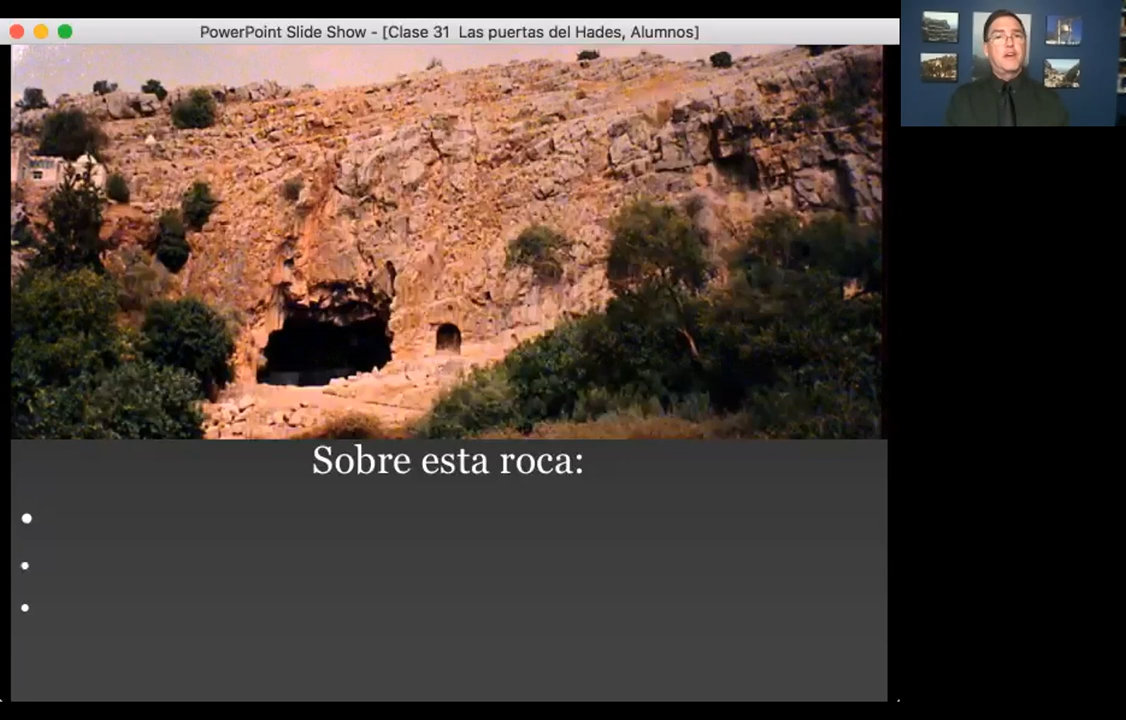 PowerPoint Slide Show - [Clase 31 Las puertas del Hades, Alumnos]
Sobre esta roca: